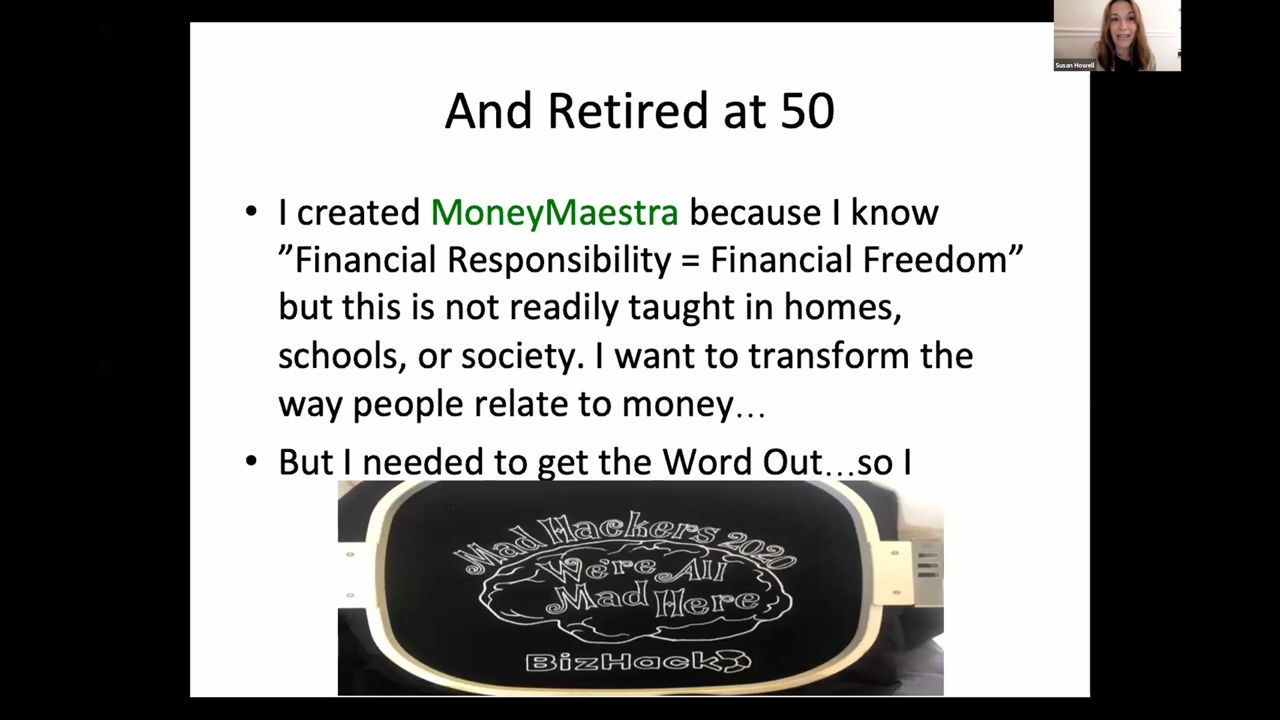 Susan Howell
And Retired at 50
• I created MoneyMaestra because I know
”Financial Responsibility = Financial Freedom”
but this is not readily taught in homes,
schools, or society. I want to transform the
way people relate to money…
• But I needed to get the Word Out…so I
Mad Hackers 2020
We're All
Mad Here
BizHack